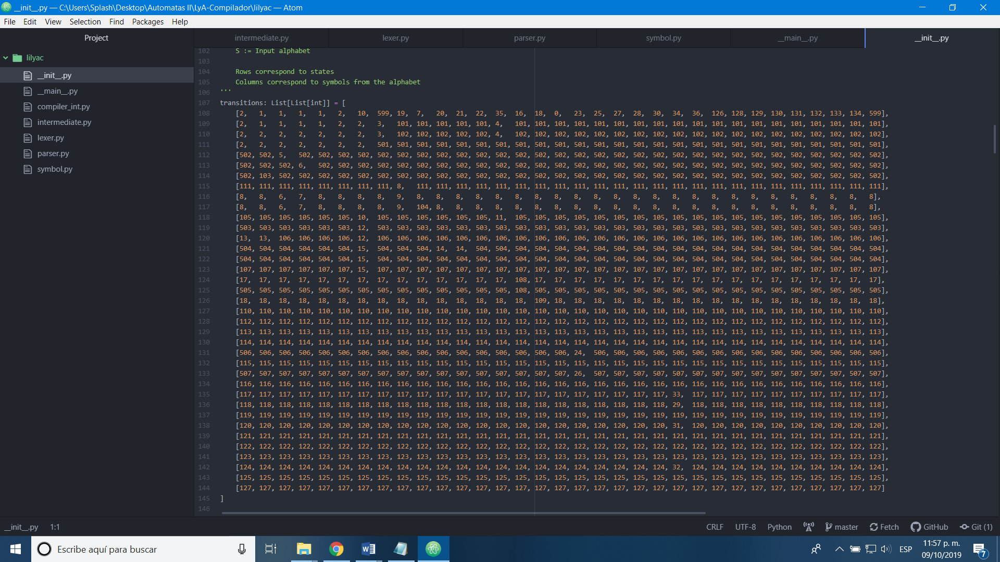 __init__.py — C:\Users\Splash\Desktop\Automatas II\LyA-Compilador\lilyac — Atom
File Edit View Selection Find Packages Help
Project
intermediate.py lexer.py parser.py symbol.py __main__.py __init__.py
lilyac
__init__.py
__main__.py
compiler_int.py
intermediate.py
lexer.py
parser.py
symbol.py
102 S := Input alphabet
103
104 Rows correspond to states
105 Columns correspond to symbols from the alphabet
106 '''
107 transitions: List[List[int]] = [
108 [2, 1, 1, 1, 1, 2, 10, 599, 19, 7, 20, 21, 22, 35, 16, 18, 0, 23, 25, 27, 28, 30, 34, 36, 126, 128, 129, 130, 131, 132, 133, 134, 599],
109 [2, 1, 1, 1, 1, 2, 2, 3, 101, 101, 101, 101, 101, 4, 101, 101, 101, 101, 101, 101, 101, 101, 101, 101, 101, 101, 101, 101, 101, 101, 101, 101, 101],
110 [2, 2, 2, 2, 2, 2, 2, 3, 102, 102, 102, 102, 102, 4, 102, 102, 102, 102, 102, 102, 102, 102, 102, 102, 102, 102, 102, 102, 102, 102, 102, 102, 102],
111 [2, 2, 2, 2, 2, 2, 2, 501, 501, 501, 501, 501, 501, 501, 501, 501, 501, 501, 501, 501, 501, 501, 501, 501, 501, 501, 501, 501, 501, 501, 501, 501, 501],
112 [502, 502, 5, 502, 502, 502, 502, 502, 502, 502, 502, 502, 502, 502, 502, 502, 502, 502, 502, 502, 502, 502, 502, 502, 502, 502, 502, 502, 502, 502, 502, 502, 502],
113 [502, 502, 502, 6, 502, 502, 502, 502, 502, 502, 502, 502, 502, 502, 502, 502, 502, 502, 502, 502, 502, 502, 502, 502, 502, 502, 502, 502, 502, 502, 502, 502, 502],
114 [502, 103, 502, 502, 502, 502, 502, 502, 502, 502, 502, 502, 502, 502, 502, 502, 502, 502, 502, 502, 502, 502, 502, 502, 502, 502, 502, 502, 502, 502, 502, 502, 502],
115 [111, 111, 111, 111, 111, 111, 111, 111, 8, 111, 111, 111, 111, 111, 111, 111, 111, 111, 111, 111, 111, 111, 111, 111, 111, 111, 111, 111, 111, 111, 111, 111, 111],
116 [8, 8, 6, 7, 8, 8, 8, 8, 9, 8, 8, 8, 8, 8, 8, 8, 8, 8, 8, 8, 8, 8, 8, 8, 8, 8, 8, 8, 8, 8, 8, 8, 8],
117 [8, 8, 6, 7, 8, 8, 8, 8, 9, 104, 8, 8, 8, 8, 8, 8, 8, 8, 8, 8, 8, 8, 8, 8, 8, 8, 8, 8, 8, 8, 8, 8, 8],
118 [105, 105, 105, 105, 105, 105, 10, 105, 105, 105, 105, 105, 105, 11, 105, 105, 105, 105, 105, 105, 105, 105, 105, 105, 105, 105, 105, 105, 105, 105, 105, 105, 105],
119 [503, 503, 503, 503, 503, 503, 12, 503, 503, 503, 503, 503, 503, 503, 503, 503, 503, 503, 503, 503, 503, 503, 503, 503, 503, 503, 503, 503, 503, 503, 503, 503, 503],
120 [13, 13, 106, 106, 106, 106, 12, 106, 106, 106, 106, 106, 106, 106, 106, 106, 106, 106, 106, 106, 106, 106, 106, 106, 106, 106, 106, 106, 106, 106, 106, 106, 106],
121 [504, 504, 504, 504, 504, 504, 15, 504, 504, 504, 14, 14, 504, 504, 504, 504, 504, 504, 504, 504, 504, 504, 504, 504, 504, 504, 504, 504, 504, 504, 504, 504, 504],
122 [504, 504, 504, 504, 504, 504, 15, 504, 504, 504, 504, 504, 504, 504, 504, 504, 504, 504, 504, 504, 504, 504, 504, 504, 504, 504, 504, 504, 504, 504, 504, 504, 504],
123 [107, 107, 107, 107, 107, 107, 15, 107, 107, 107, 107, 107, 107, 107, 107, 107, 107, 107, 107, 107, 107, 107, 107, 107, 107, 107, 107, 107, 107, 107, 107, 107, 107],
124 [17, 17, 17, 17, 17, 17, 17, 17, 17, 17, 17, 17, 17, 17, 108, 17, 17, 17, 17, 17, 17, 17, 17, 17, 17, 17, 17, 17, 17, 17, 17, 17, 17],
125 [505, 505, 505, 505, 505, 505, 505, 505, 505, 505, 505, 505, 505, 505, 108, 505, 505, 505, 505, 505, 505, 505, 505, 505, 505, 505, 505, 505, 505, 505, 505, 505, 505],
126 [18, 18, 18, 18, 18, 18, 18, 18, 18, 18, 18, 18, 18, 18, 18, 109, 18, 18, 18, 18, 18, 18, 18, 18, 18, 18, 18, 18, 18, 18, 18, 18, 18],
127 [110, 110, 110, 110, 110, 110, 110, 110, 110, 110, 110, 110, 110, 110, 110, 110, 110, 110, 110, 110, 110, 110, 110, 110, 110, 110, 110, 110, 110, 110, 110, 110, 110],
128 [112, 112, 112, 112, 112, 112, 112, 112, 112, 112, 112, 112, 112, 112, 112, 112, 112, 112, 112, 112, 112, 112, 112, 112, 112, 112, 112, 112, 112, 112, 112, 112, 112],
129 [113, 113, 113, 113, 113, 113, 113, 113, 113, 113, 113, 113, 113, 113, 113, 113, 113, 113, 113, 113, 113, 113, 113, 113, 113, 113, 113, 113, 113, 113, 113, 113, 113],
130 [114, 114, 114, 114, 114, 114, 114, 114, 114, 114, 114, 114, 114, 114, 114, 114, 114, 114, 114, 114, 114, 114, 114, 114, 114, 114, 114, 114, 114, 114, 114, 114, 114],
131 [506, 506, 506, 506, 506, 506, 506, 506, 506, 506, 506, 506, 506, 506, 506, 506, 506, 24, 506, 506, 506, 506, 506, 506, 506, 506, 506, 506, 506, 506, 506, 506, 506],
132 [115, 115, 115, 115, 115, 115, 115, 115, 115, 115, 115, 115, 115, 115, 115, 115, 115, 115, 115, 115, 115, 115, 115, 115, 115, 115, 115, 115, 115, 115, 115, 115, 115],
133 [507, 507, 507, 507, 507, 507, 507, 507, 507, 507, 507, 507, 507, 507, 507, 507, 507, 26, 507, 507, 507, 507, 507, 507, 507, 507, 507, 507, 507, 507, 507, 507, 507],
134 [116, 116, 116, 116, 116, 116, 116, 116, 116, 116, 116, 116, 116, 116, 116, 116, 116, 116, 116, 116, 116, 116, 116, 116, 116, 116, 116, 116, 116, 116, 116, 116, 116],
135 [117, 117, 117, 117, 117, 117, 117, 117, 117, 117, 117, 117, 117, 117, 117, 117, 117, 117, 117, 117, 117, 117, 33, 117, 117, 117, 117, 117, 117, 117, 117, 117, 117],
136 [118, 118, 118, 118, 118, 118, 118, 118, 118, 118, 118, 118, 118, 118, 118, 118, 118, 118, 118, 118, 118, 118, 29, 118, 118, 118, 118, 118, 118, 118, 118, 118, 118],
137 [119, 119, 119, 119, 119, 119, 119, 119, 119, 119, 119, 119, 119, 119, 119, 119, 119, 119, 119, 119, 119, 119, 119, 119, 119, 119, 119, 119, 119, 119, 119, 119, 119],
138 [120, 120, 120, 120, 120, 120, 120, 120, 120, 120, 120, 120, 120, 120, 120, 120, 120, 120, 120, 120, 120, 120, 31, 120, 120, 120, 120, 120, 120, 120, 120, 120, 120],
139 [121, 121, 121, 121, 121, 121, 121, 121, 121, 121, 121, 121, 121, 121, 121, 121, 121, 121, 121, 121, 121, 121, 121, 121, 121, 121, 121, 121, 121, 121, 121, 121, 121],
140 [122, 122, 122, 122, 122, 122, 122, 122, 122, 122, 122, 122, 122, 122, 122, 122, 122, 122, 122, 122, 122, 122, 122, 122, 122, 122, 122, 122, 122, 122, 122, 122, 122],
141 [123, 123, 123, 123, 123, 123, 123, 123, 123, 123, 123, 123, 123, 123, 123, 123, 123, 123, 123, 123, 123, 123, 123, 123, 123, 123, 123, 123, 123, 123, 123, 123, 123],
142 [124, 124, 124, 124, 124, 124, 124, 124, 124, 124, 124, 124, 124, 124, 124, 124, 124, 124, 124, 124, 124, 124, 32, 124, 124, 124, 124, 124, 124, 124, 124, 124, 124],
143 [125, 125, 125, 125, 125, 125, 125, 125, 125, 125, 125, 125, 125, 125, 125, 125, 125, 125, 125, 125, 125, 125, 125, 125, 125, 125, 125, 125, 125, 125, 125, 125, 125],
144 [127, 127, 127, 127, 127, 127, 127, 127, 127, 127, 127, 127, 127, 127, 127, 127, 127, 127, 127, 127, 127, 127, 127, 127, 127, 127, 127, 127, 127, 127, 127, 127, 127]
145 ]
146
__init__.py 1:1 CRLF UTF-8 Python master Fetch GitHub Git (1)
Escribe aquí para buscar
ESP
11:57 p. m.
09/10/2019
7